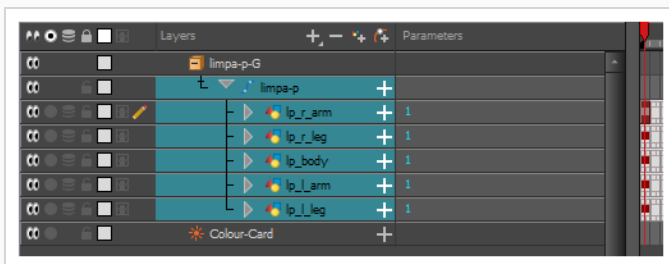 Layers Parameters
limpa-p-G
limpa-p
lp_r_arm 1
lp_r_leg 1
lp_body 1
lp_l_arm 1
lp_l_leg 1
Colour-Card